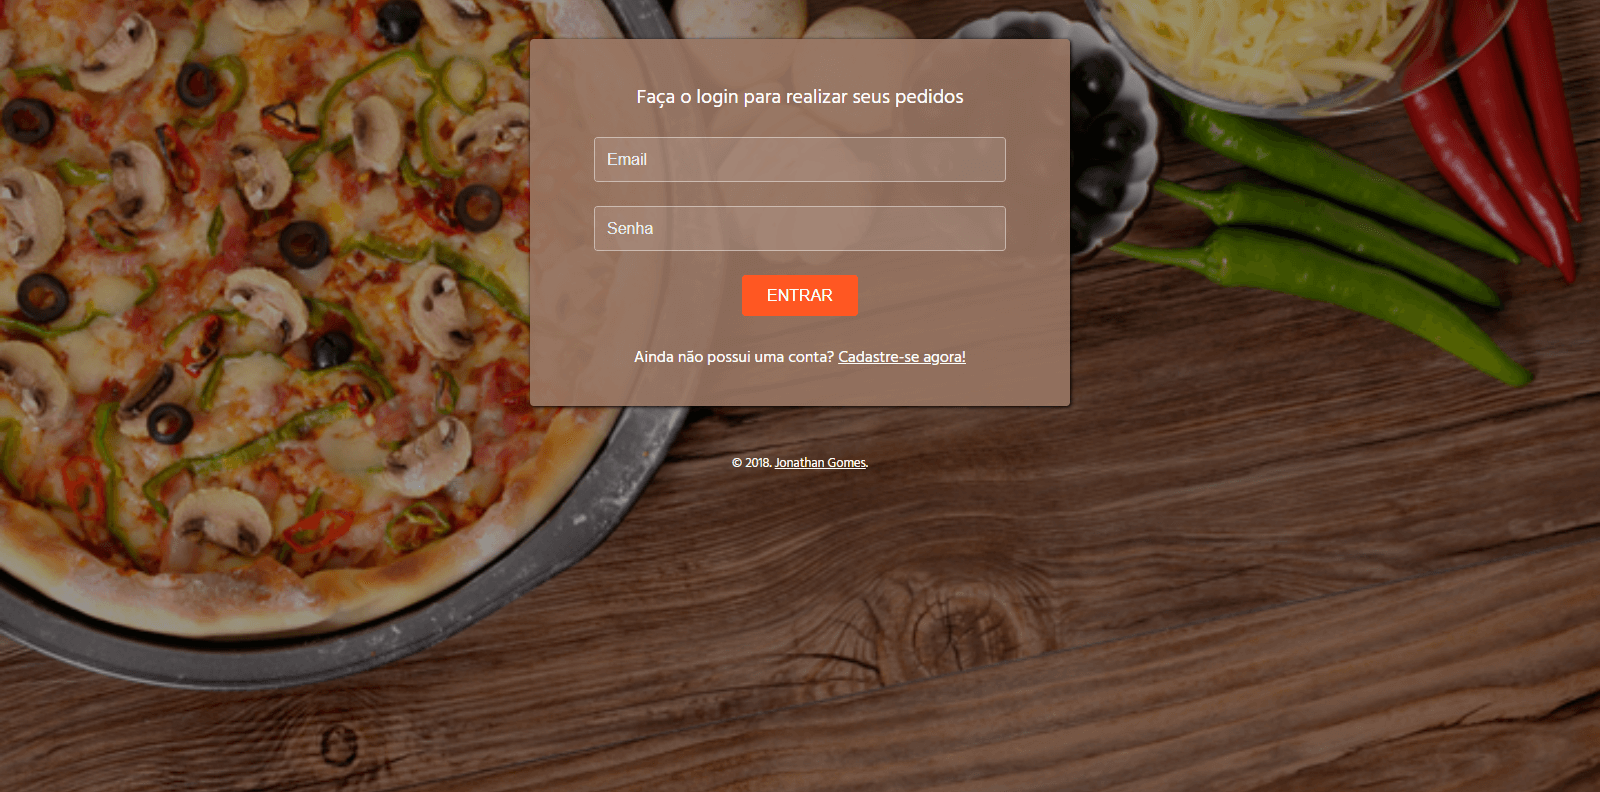 Faça o login para realizar seus pedidos
Email
Senha
ENTRAR
Ainda não possui uma conta? Cadastre-se agora!
© 2018. Jonathan Gomes.